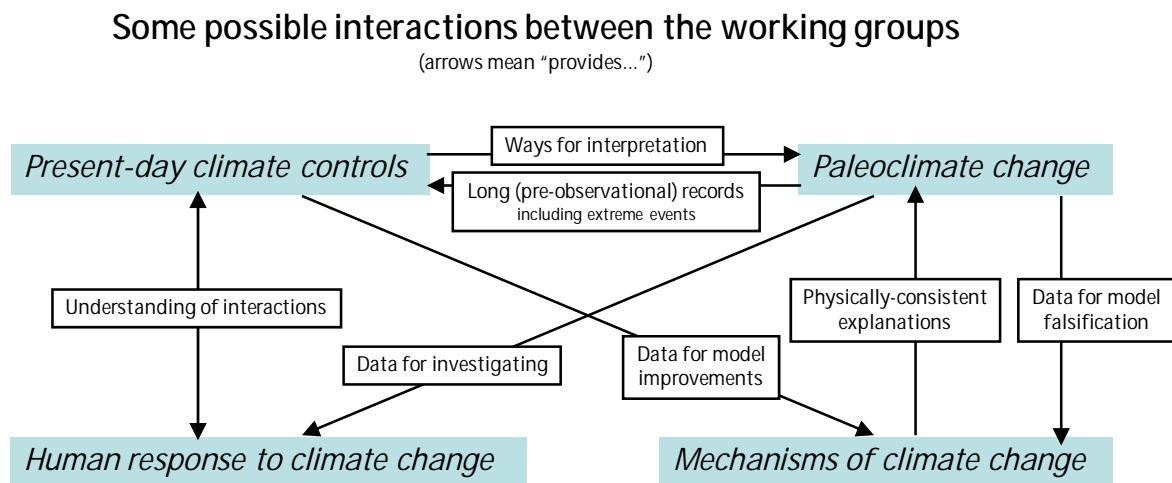 Some possible interactions between the working groups
(arrows mean “provides...”)
Ways for interpretation
Present-day climate controls
Paleoclimate change
Long (pre-observational) records
including extreme events
Understanding of interactions
Physically-consistent
explanations
Data for model
falsification
Data for investigating
Data for model
improvements
Human response to climate change
Mechanisms of climate change